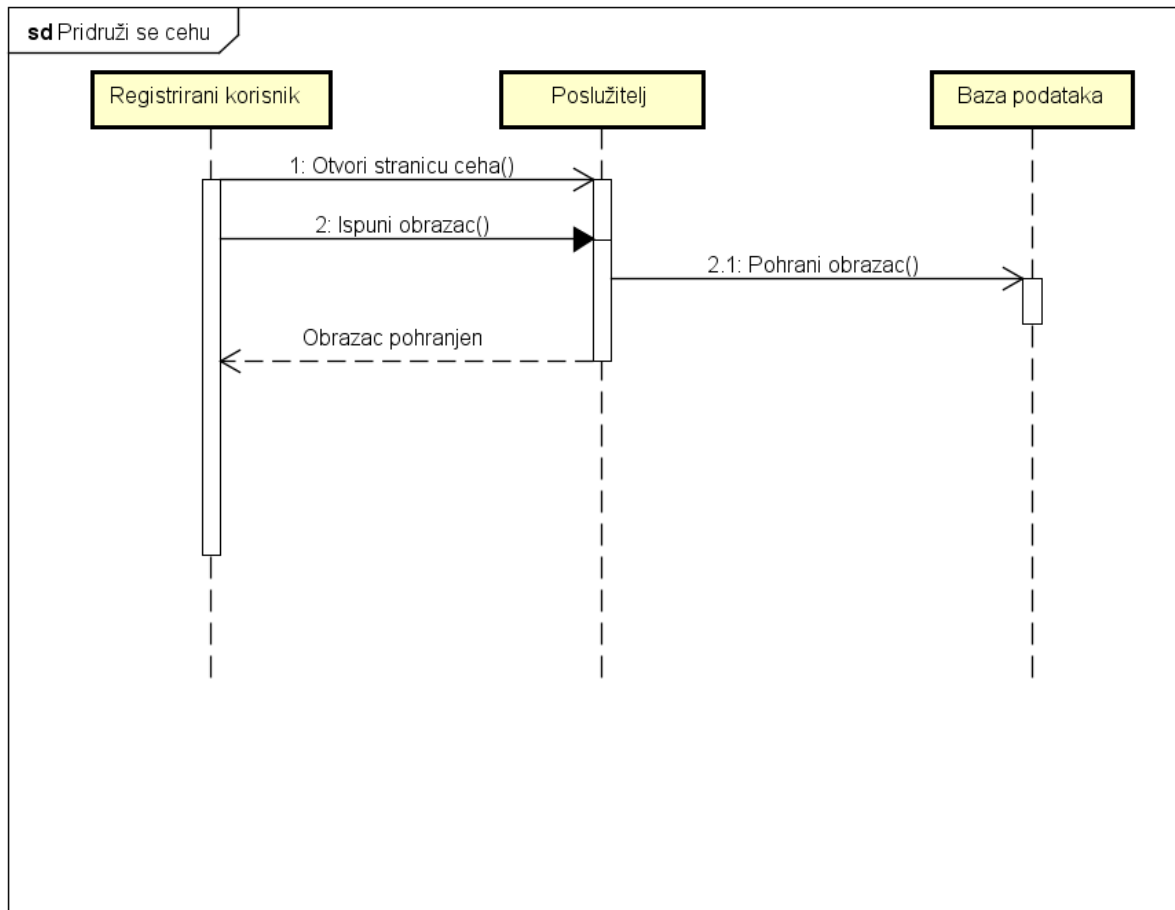 sd Pridruži se cehu
Registrirani korisnik
Poslužitelj
Baza podataka
1: Otvori stranicu ceha()
2: Ispuni obrazac()
2.1: Pohrani obrazac()
Obrazac pohranjen